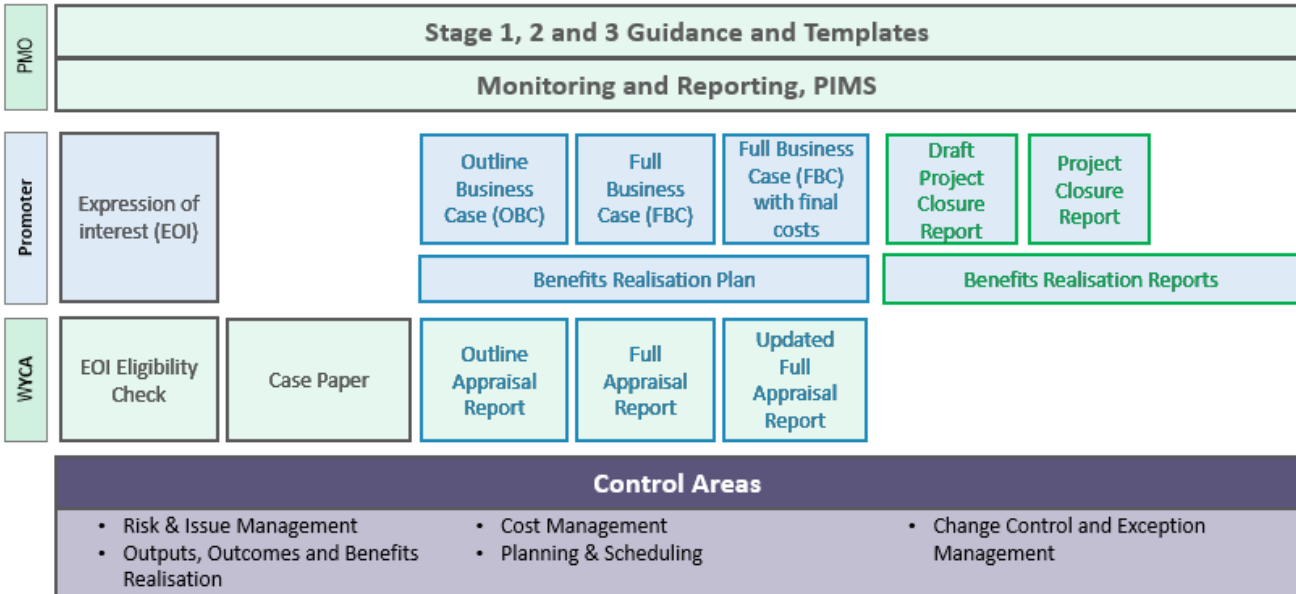 PMO
Stage 1, 2 and 3 Guidance and Templates
Monitoring and Reporting, PIMS
Promoter
Expression of
interest (EOI)
Outline
Business
Case (OBC)
Full
Business
Case (FBC)
Full Business
Case (FBC)
with final
costs
Draft
Project
Closure
Report
Project
Closure
Report
Benefits Realisation Plan
Benefits Realisation Reports
WYCA
EOI Eligibility
Check
Case Paper
Outline
Appraisal
Report
Full
Appraisal
Report
Updated
Full
Appraisal
Report
Control Areas
• Risk & Issue Management
• Outputs, Outcomes and Benefits
Realisation
• Cost Management
• Planning & Scheduling
• Change Control and Exception
Management